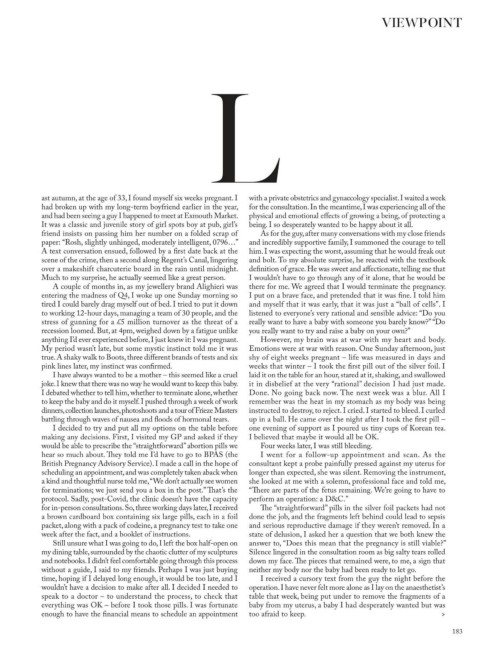 VIEWPOINT
L
ast autumn, at the age of 33, I found myself six weeks pregnant. I
had broken up with my long-term boyfriend earlier in the year,
and had been seeing a guy I happened to meet at Exmouth Market.
It was a classic and juvenile story of girl spots boy at pub, girl's
friend insists on passing him her number on a folded scrap of
paper: "Rosh, slightly unhinged, moderately intelligent, 0796…"
A text conversation ensued, followed by a first date back at the
scene of the crime, then a second along Regent's Canal, lingering
over a makeshift charcuterie board in the rain until midnight.
Much to my surprise, he actually seemed like a great person.
A couple of months in, as my jewellery brand Alighieri was
entering the madness of Q4, I woke up one Sunday morning so
tired I could barely drag myself out of bed. I tried to put it down
to working 12-hour days, managing a team of 30 people, and the
stress of gunning for a £5 million turnover as the threat of a
recession loomed. But, at 4pm, weighed down by a fatigue unlike
anything I'd ever experienced before, I just knew it: I was pregnant.
My period wasn't late, but some mystic instinct told me it was
true. A shaky walk to Boots, three different brands of tests and six
pink lines later, my instinct was confirmed.
I have always wanted to be a mother – this seemed like a cruel
joke. I knew that there was no way he would want to keep this baby.
I debated whether to tell him, whether to terminate alone, whether
to keep the baby and do it myself. I pushed through a week of work
dinners, collection launches, photoshoots and a tour of Frieze Masters
battling through waves of nausea and floods of hormonal tears.
I decided to try and put all my options on the table before
making any decisions. First, I visited my GP and asked if they
would be able to prescribe the "straightforward" abortion pills we
hear so much about. They told me I'd have to go to BPAS (the
British Pregnancy Advisory Service). I made a call in the hope of
scheduling an appointment, and was completely taken aback when
a kind and thoughtful nurse told me, "We don't actually see women
for terminations; we just send you a box in the post." That's the
protocol. Sadly, post-Covid, the clinic doesn't have the capacity
for in-person consultations. So, three working days later, I received
a brown cardboard box containing six large pills, each in a foil
packet, along with a pack of codeine, a pregnancy test to take one
week after the fact, and a booklet of instructions.
Still unsure what I was going to do, I left the box half-open on
my dining table, surrounded by the chaotic clutter of my sculptures
and notebooks. I didn't feel comfortable going through this process
without a guide, I said to my friends. Perhaps I was just buying
time, hoping if I delayed long enough, it would be too late, and I
wouldn't have a decision to make after all. I decided I needed to
speak to a doctor – to understand the process, to check that
everything was OK – before I took those pills. I was fortunate
enough to have the financial means to schedule an appointment
with a private obstetrics and gynaecology specialist. I waited a week
for the consultation. In the meantime, I was experiencing all of the
physical and emotional effects of growing a being, of protecting a
being. I so desperately wanted to be happy about it all.
As for the guy, after many conversations with my close friends
and incredibly supportive family, I summoned the courage to tell
him. I was expecting the worst, assuming that he would freak out
and bolt. To my absolute surprise, he reacted with the textbook
definition of grace. He was sweet and affectionate, telling me that
I wouldn't have to go through any of it alone, that he would be
there for me. We agreed that I would terminate the pregnancy.
I put on a brave face, and pretended that it was fine. I told him
and myself that it was early, that it was just a "ball of cells". I
listened to everyone's very rational and sensible advice: "Do you
really want to have a baby with someone you barely know?" "Do
you really want to try and raise a baby on your own?"
However, my brain was at war with my heart and body.
Emotions were at war with reason. One Sunday afternoon, just
shy of eight weeks pregnant – life was measured in days and
weeks that winter – I took the first pill out of the silver foil. I
laid it on the table for an hour, stared at it, shaking, and swallowed
it in disbelief at the very "rational" decision I had just made.
Done. No going back now. The next week was a blur. All I
remember was the heat in my stomach as my body was being
instructed to destroy, to reject. I cried. I started to bleed. I curled
up in a ball. He came over the night after I took the first pill –
one evening of support as I poured us tiny cups of Korean tea.
I believed that maybe it would all be OK.
Four weeks later, I was still bleeding.
I went for a follow-up appointment and scan. As the
consultant kept a probe painfully pressed against my uterus for
longer than expected, she was silent. Removing the instrument,
she looked at me with a solemn, professional face and told me,
"There are parts of the fetus remaining. We're going to have to
perform an operation: a D&C."
The "straightforward" pills in the silver foil packets had not
done the job, and the fragments left behind could lead to sepsis
and serious reproductive damage if they weren't removed. In a
state of delusion, I asked her a question that we both knew the
answer to, "Does this mean that the pregnancy is still viable?"
Silence lingered in the consultation room as big salty tears rolled
down my face. The pieces that remained were, to me, a sign that
neither my body nor the baby had been ready to let go.
I received a cursory text from the guy the night before the
operation. I have never felt more alone as I lay on the anaesthetist's
table that week, being put under to remove the fragments of a
baby from my uterus, a baby I had desperately wanted but was
too afraid to keep. >
183